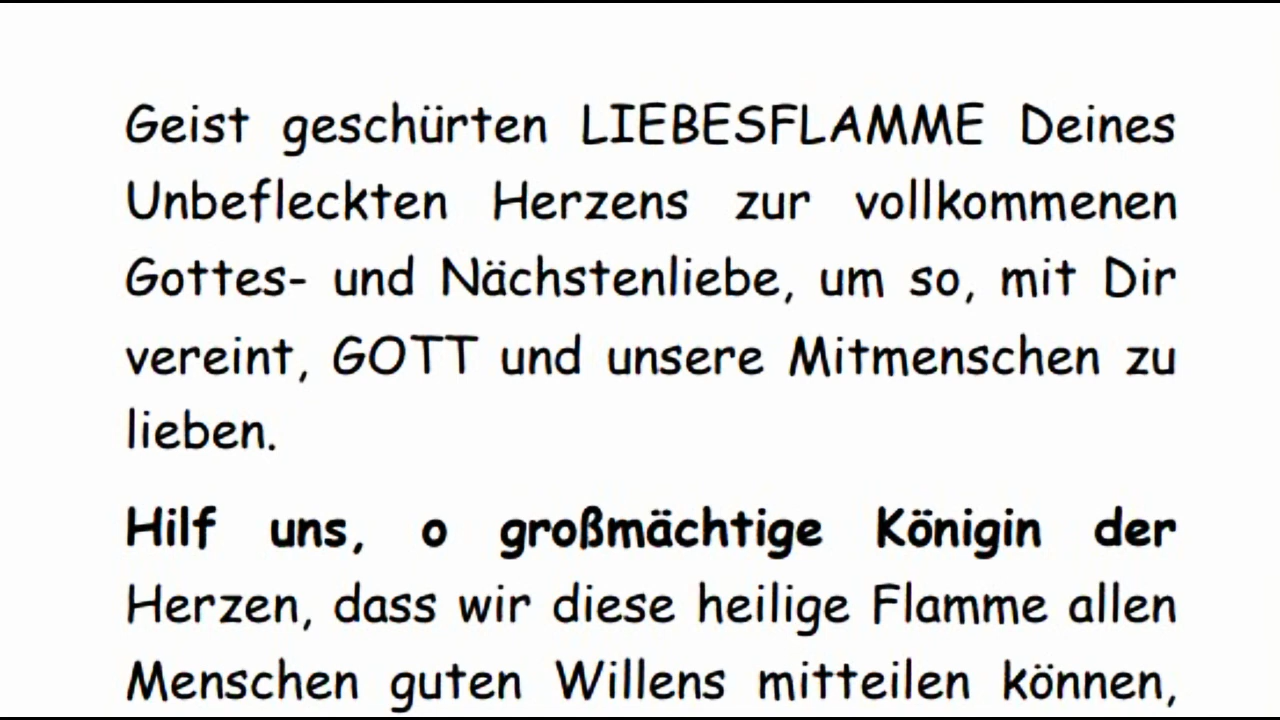 Geist geschürten LIEBESFLAMME Deines
Unbefleckten Herzens zur vollkommenen
Gottes- und Nächstenliebe, um so, mit Dir
vereint, GOTT und unsere Mitmenschen zu
lieben.
Hilf uns, o großmächtige Königin der
Herzen, dass wir diese heilige Flamme allen
Menschen guten Willens mitteilen können,